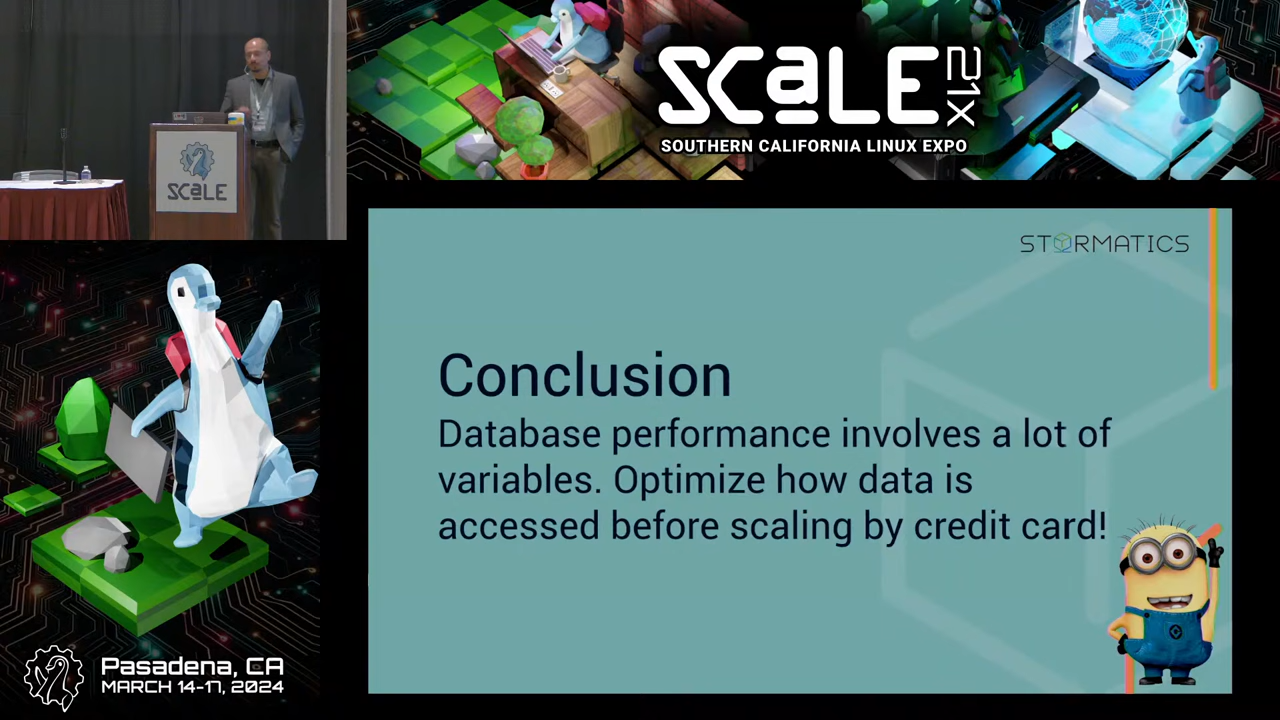 SCaLE
SCaLE 21X
SOUTHERN CALIFORNIA LINUX EXPO
STORMATICS
Conclusion
Database performance involves a lot of
variables. Optimize how data is
accessed before scaling by credit card!
Pasadena, CA
MARCH 14-17, 2024